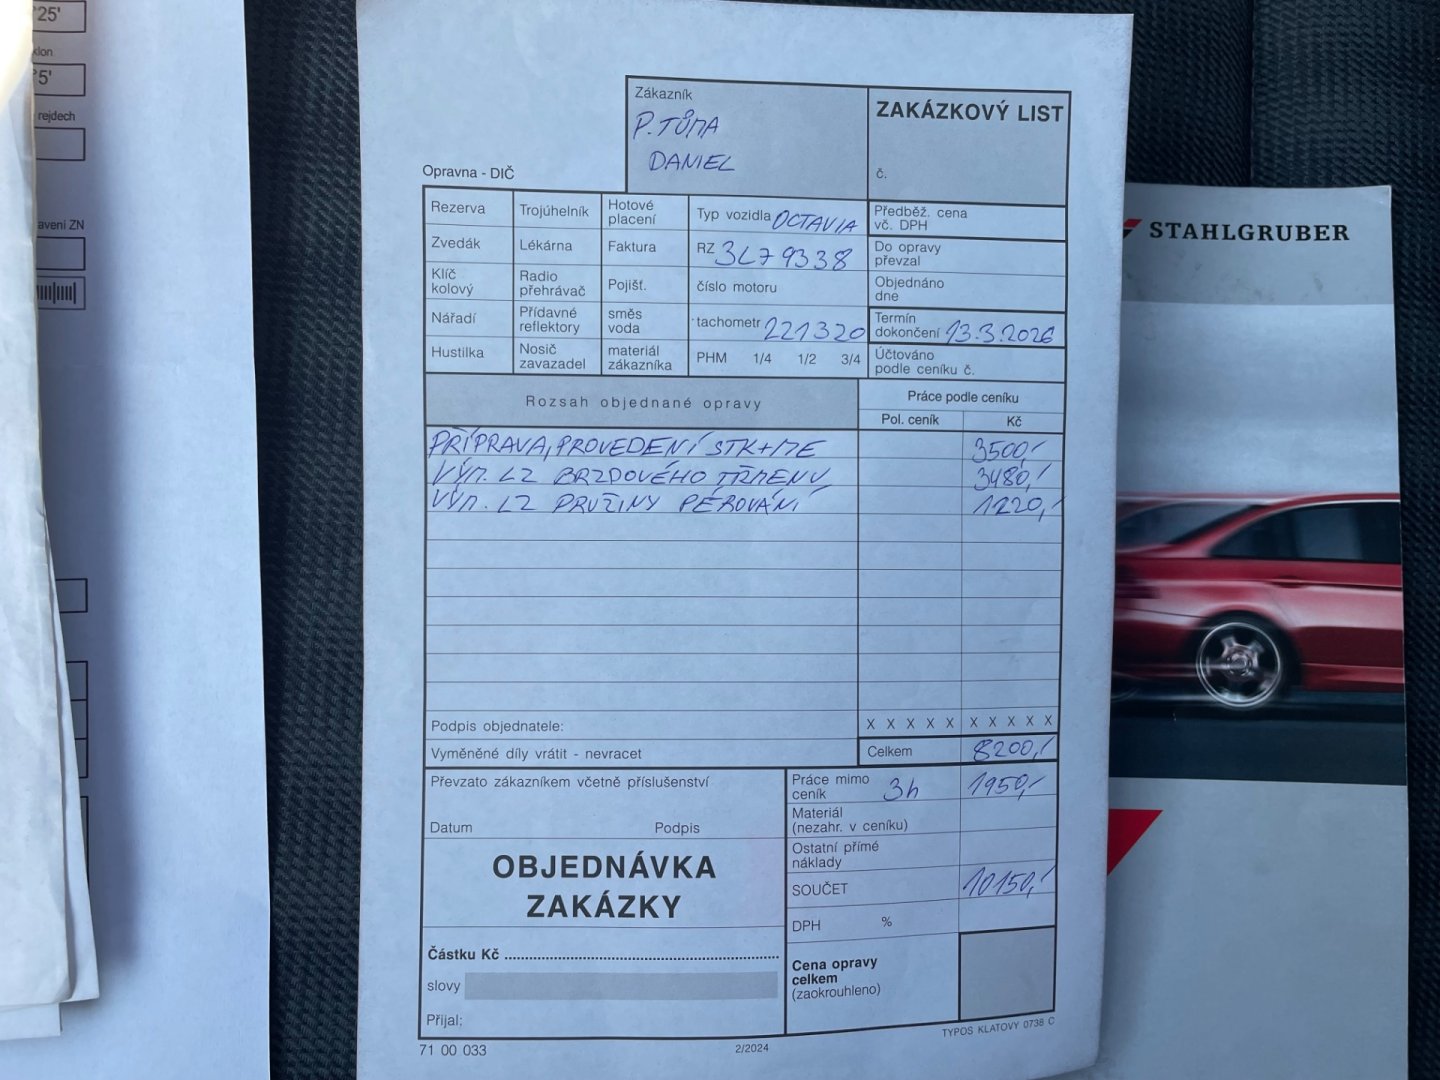 25'
klon
°5'
rejdech
avení ZN
Zákazník
P. TŮMA
DANIEL
ZAKÁZKOVÝ LIST
č.
Opravna - DIČ
Rezerva
Trojúhelník
Hotové placení
Typ vozidla OCTAVIA
Předběž. cena vč. DPH
Zvedák
Lékárna
Faktura
RZ 3L7 9338
Do opravy převzal
Klíč kolový
Radio přehrávač
Pojišť.
číslo motoru
Objednáno dne
Nářadí
Přídavné reflektory
směs voda
tachometr 221320
Termín dokončení 13.3.2026
Hustilka
Nosič zavazadel
materiál zákazníka
PHM 1/4 1/2 3/4
Účtováno podle ceníku č.
Rozsah objednané opravy
Práce podle ceníku
Pol. ceník
Kč
PŘÍPRAVA, PROVEDENÍ STK+ME 3500,-
VÝM. LZ BRZDOVÉHO TŘMENU 3480,-
VÝM. LZ PRUŽINY PÉROVÁNÍ 1220,-
Podpis objednatele:
X X X X X X X X X X
Vyměněné díly vrátit - nevracet
Celkem 8200,-
Převzato zákazníkem včetně příslušenství
Datum Podpis
Práce mimo ceník 3h 1950,-
Materiál
(nezahr. v ceníku)
Ostatní přímé náklady
SOUČET 10150,-
DPH %
Cena opravy
celkem
(zaokrouhleno)
OBJEDNÁVKA
ZAKÁZKY
Částku Kč
slovy
Přijal:
71 00 033
2/2024
TYPOS KLATOVY 0738 C
STAHLGRUBER